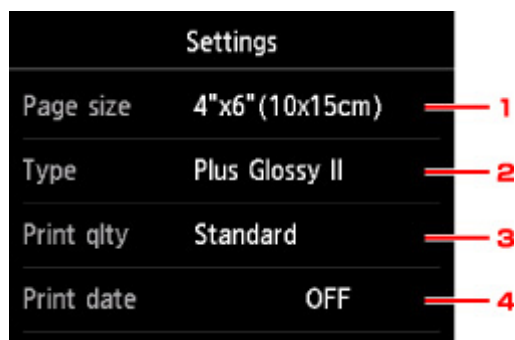 Settings
Page size 4"x6"(10x15cm) 1
Type Plus Glossy II 2
Print qlty Standard 3
Print date OFF 4